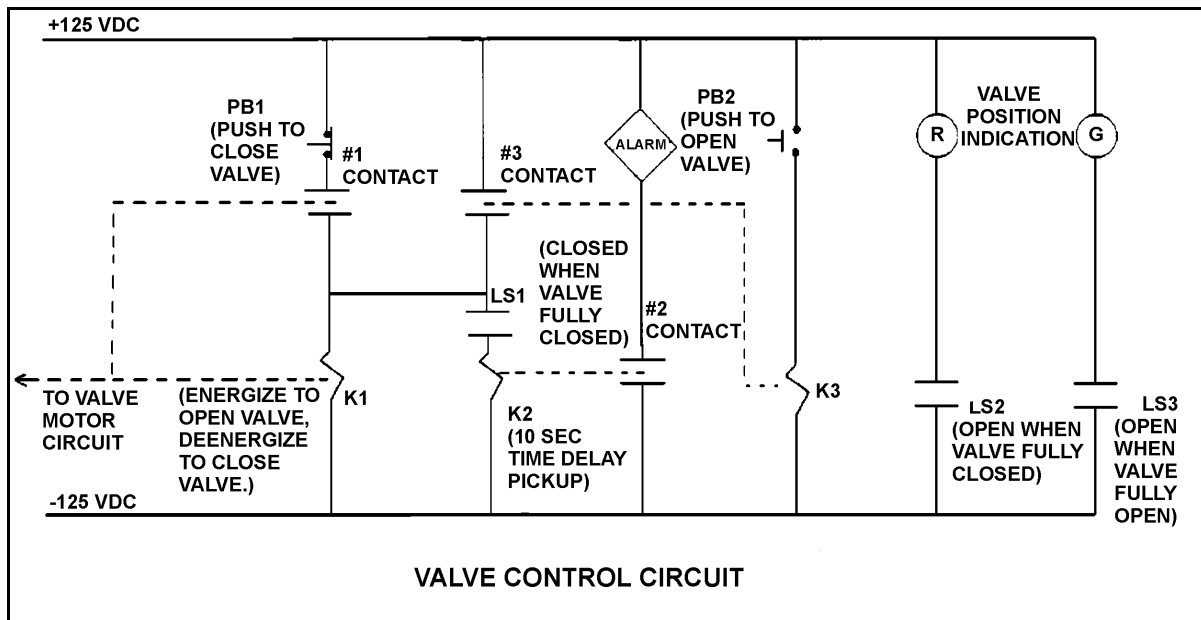 +125 VDC
PB1
(PUSH TO
CLOSE
VALVE)
#1
CONTACT
#3
CONTACT
ALARM
PB2
(PUSH TO
OPEN
VALVE)
R
VALVE
POSITION
INDICATION
G
LS1
(CLOSED
WHEN
VALVE
FULLY
CLOSED)
#2
CONTACT
TO VALVE
MOTOR
CIRCUIT
(ENERGIZE TO
OPEN VALVE,
DEENERGIZE
TO CLOSE
VALVE.)
K1
K2
(10 SEC
TIME DELAY
PICKUP)
K3
LS2
(OPEN WHEN
VALVE FULLY
CLOSED)
LS3
(OPEN
WHEN
VALVE
FULLY
OPEN)
-125 VDC
VALVE CONTROL CIRCUIT